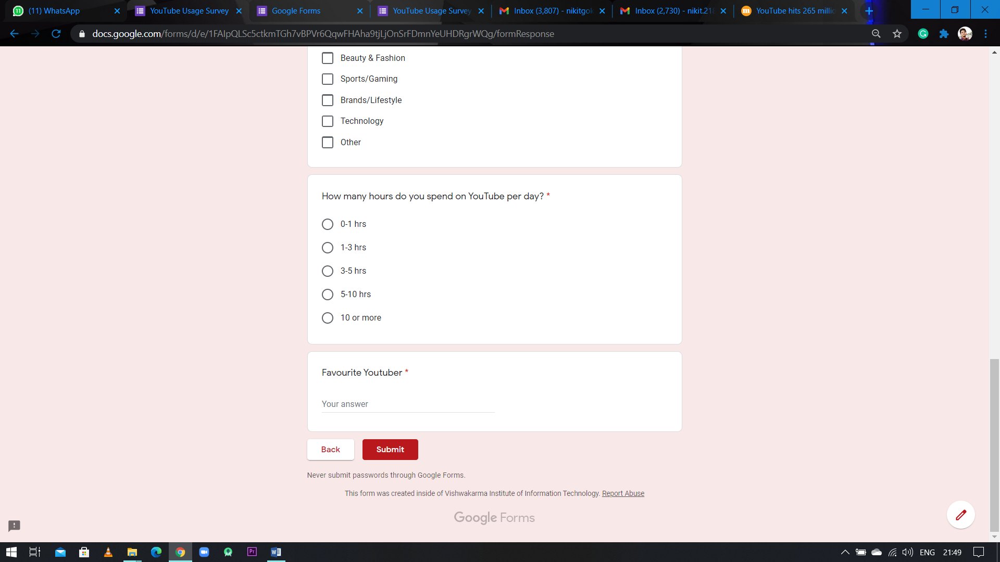 (11) WhatsApp
YouTube Usage Survey
Google Forms
YouTube Usage Survey
Inbox (3,807) - nikitgok
Inbox (2,730) - nikit.21
YouTube hits 265 millio
docs.google.com/forms/d/e/1FAIpQLSc5ctkmTGh7vBPVr6QqwFHAha9tjLjOnSrFDmnYeUHDRgrWQg/formResponse
Beauty & Fashion
Sports/Gaming
Brands/Lifestyle
Technology
Other
How many hours do you spend on YouTube per day? *
0-1 hrs
1-3 hrs
3-5 hrs
5-10 hrs
10 or more
Favourite Youtuber *
Your answer
Back
Submit
Never submit passwords through Google Forms.
This form was created inside of Vishwakarma Institute of Information Technology. Report Abuse
Google Forms
ENG
21:49